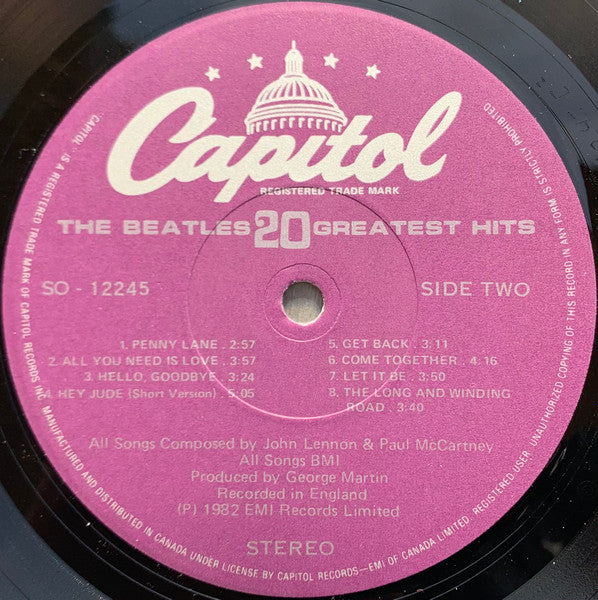 Capitol
REGISTERED TRADE MARK
THE BEATLES 20 GREATEST HITS
SO - 12245
SIDE TWO
1. PENNY LANE . 2:57
2. ALL YOU NEED IS LOVE . 3:57
3. HELLO, GOODBYE . 3:24
4. HEY JUDE (Short Version) . 5:05
5. GET BACK . 3:11
6. COME TOGETHER . 4:16
7. LET IT BE . 3:50
8. THE LONG AND WINDING
ROAD . 3:40
All Songs Composed by John Lennon & Paul McCartney
All Songs BMI
Produced by George Martin
Recorded in England
(P) 1982 EMI Records Limited
STEREO
CAPITOL IS A REGISTERED TRADE MARK OF CAPITOL RECORDS INC. MANUFACTURED AND DISTRIBUTED IN CANADA UNDER LICENSE BY CAPITOL RECORDS—EMI OF CANADA LIMITED. REGISTERED USER. UNAUTHORIZED COPYING OF THIS RECORD IN ANY FORM IS STRICTLY PROHIBITED